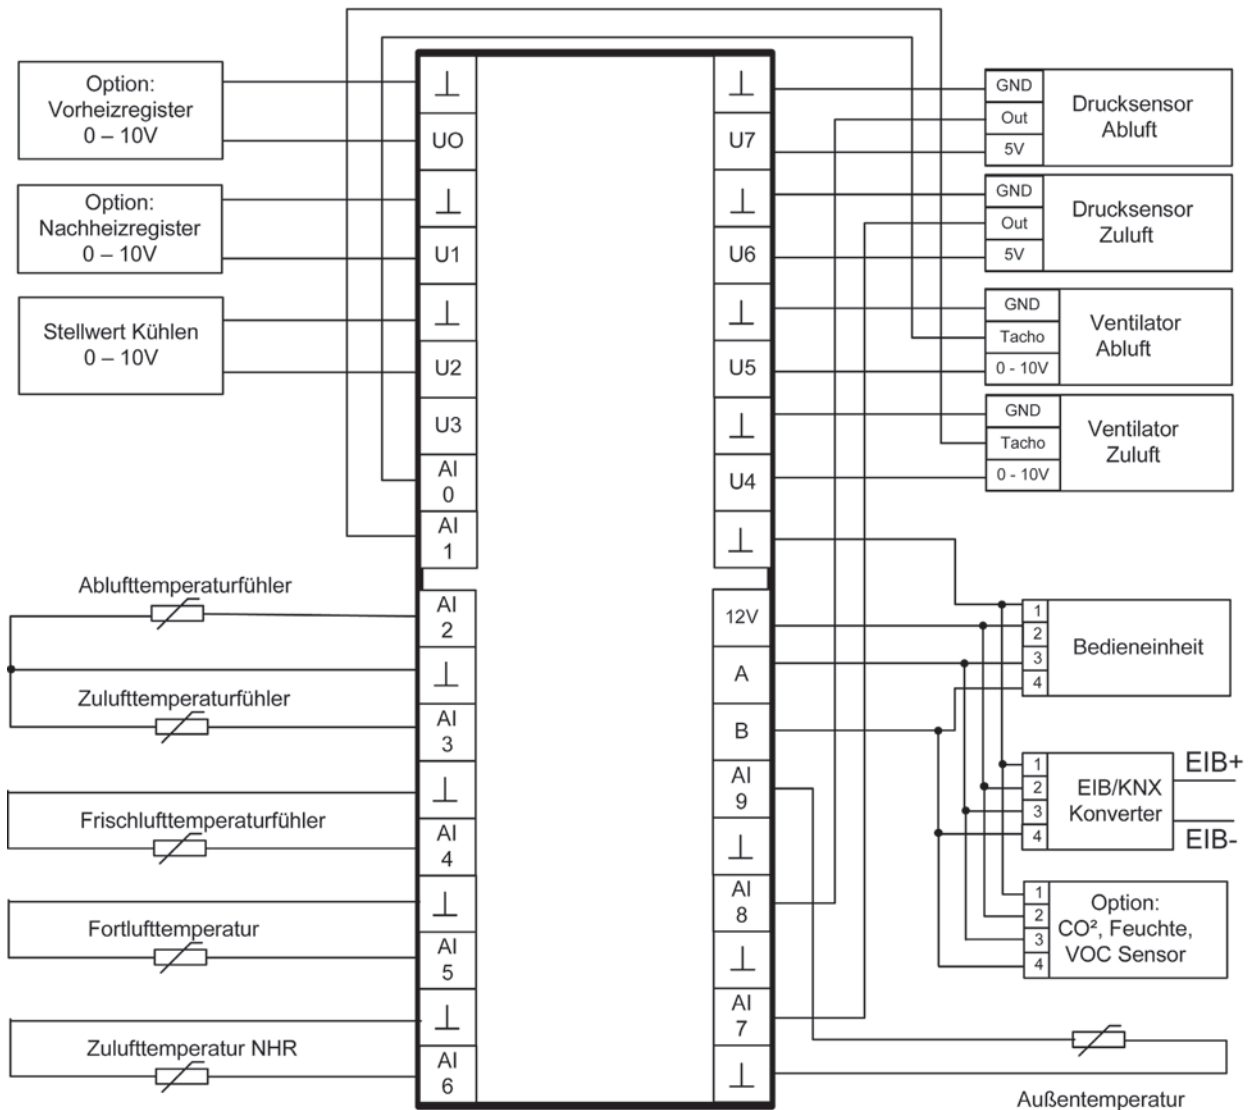 Option:
Vorheizregister
0 – 10V
Option:
Nachheizregister
0 – 10V
Stellwert Kühlen
0 – 10V
Ablufttemperaturfühler
Zulufttemperaturfühler
Frischlufttemperaturfühler
Fortlufttemperatur
Zulufttemperatur NHR
UO
U1
U2
U3
AI
0
AI
1
AI
2
AI
3
AI
4
AI
5
AI
6
U7
U6
U5
U4
12V
A
B
AI
9
AI
8
AI
7
GND
Out
5V
Drucksensor
Abluft
GND
Out
5V
Drucksensor
Zuluft
GND
Tacho
0 - 10V
Ventilator
Abluft
GND
Tacho
0 - 10V
Ventilator
Zuluft
1
2
3
4
Bedieneinheit
1
2
3
4
EIB/KNX
Konverter
EIB+
EIB-
1
2
3
4
Option:
CO², Feuchte,
VOC Sensor
Außentemperatur